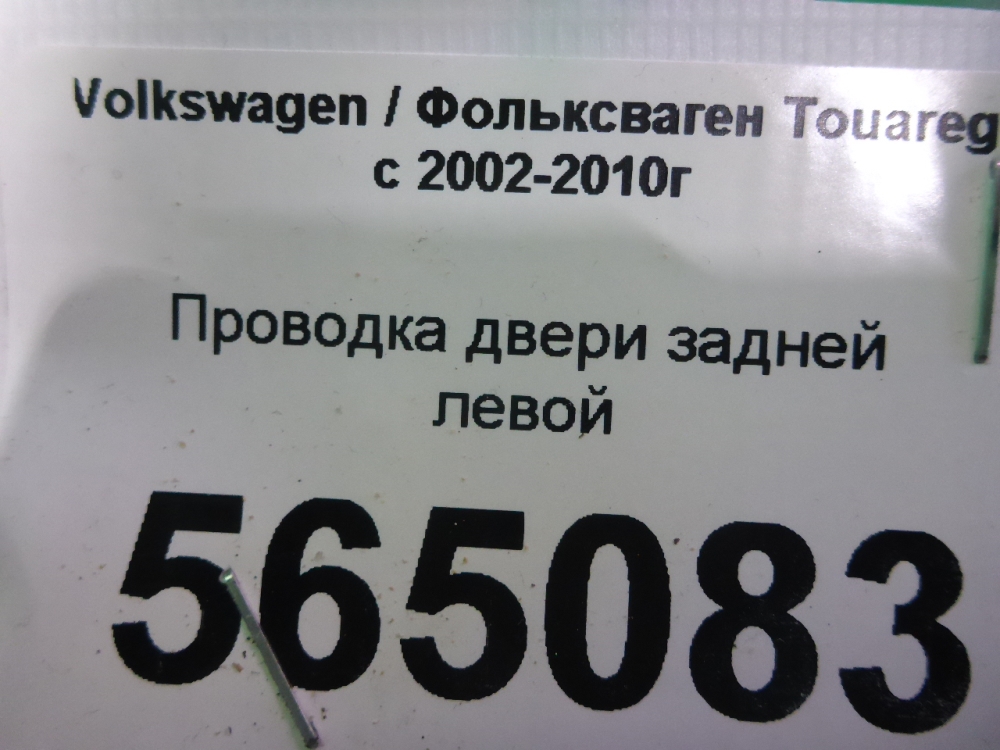 Volkswagen / Фольксваген Touareg
с 2002-2010г
Проводка двери задней
левой
565083